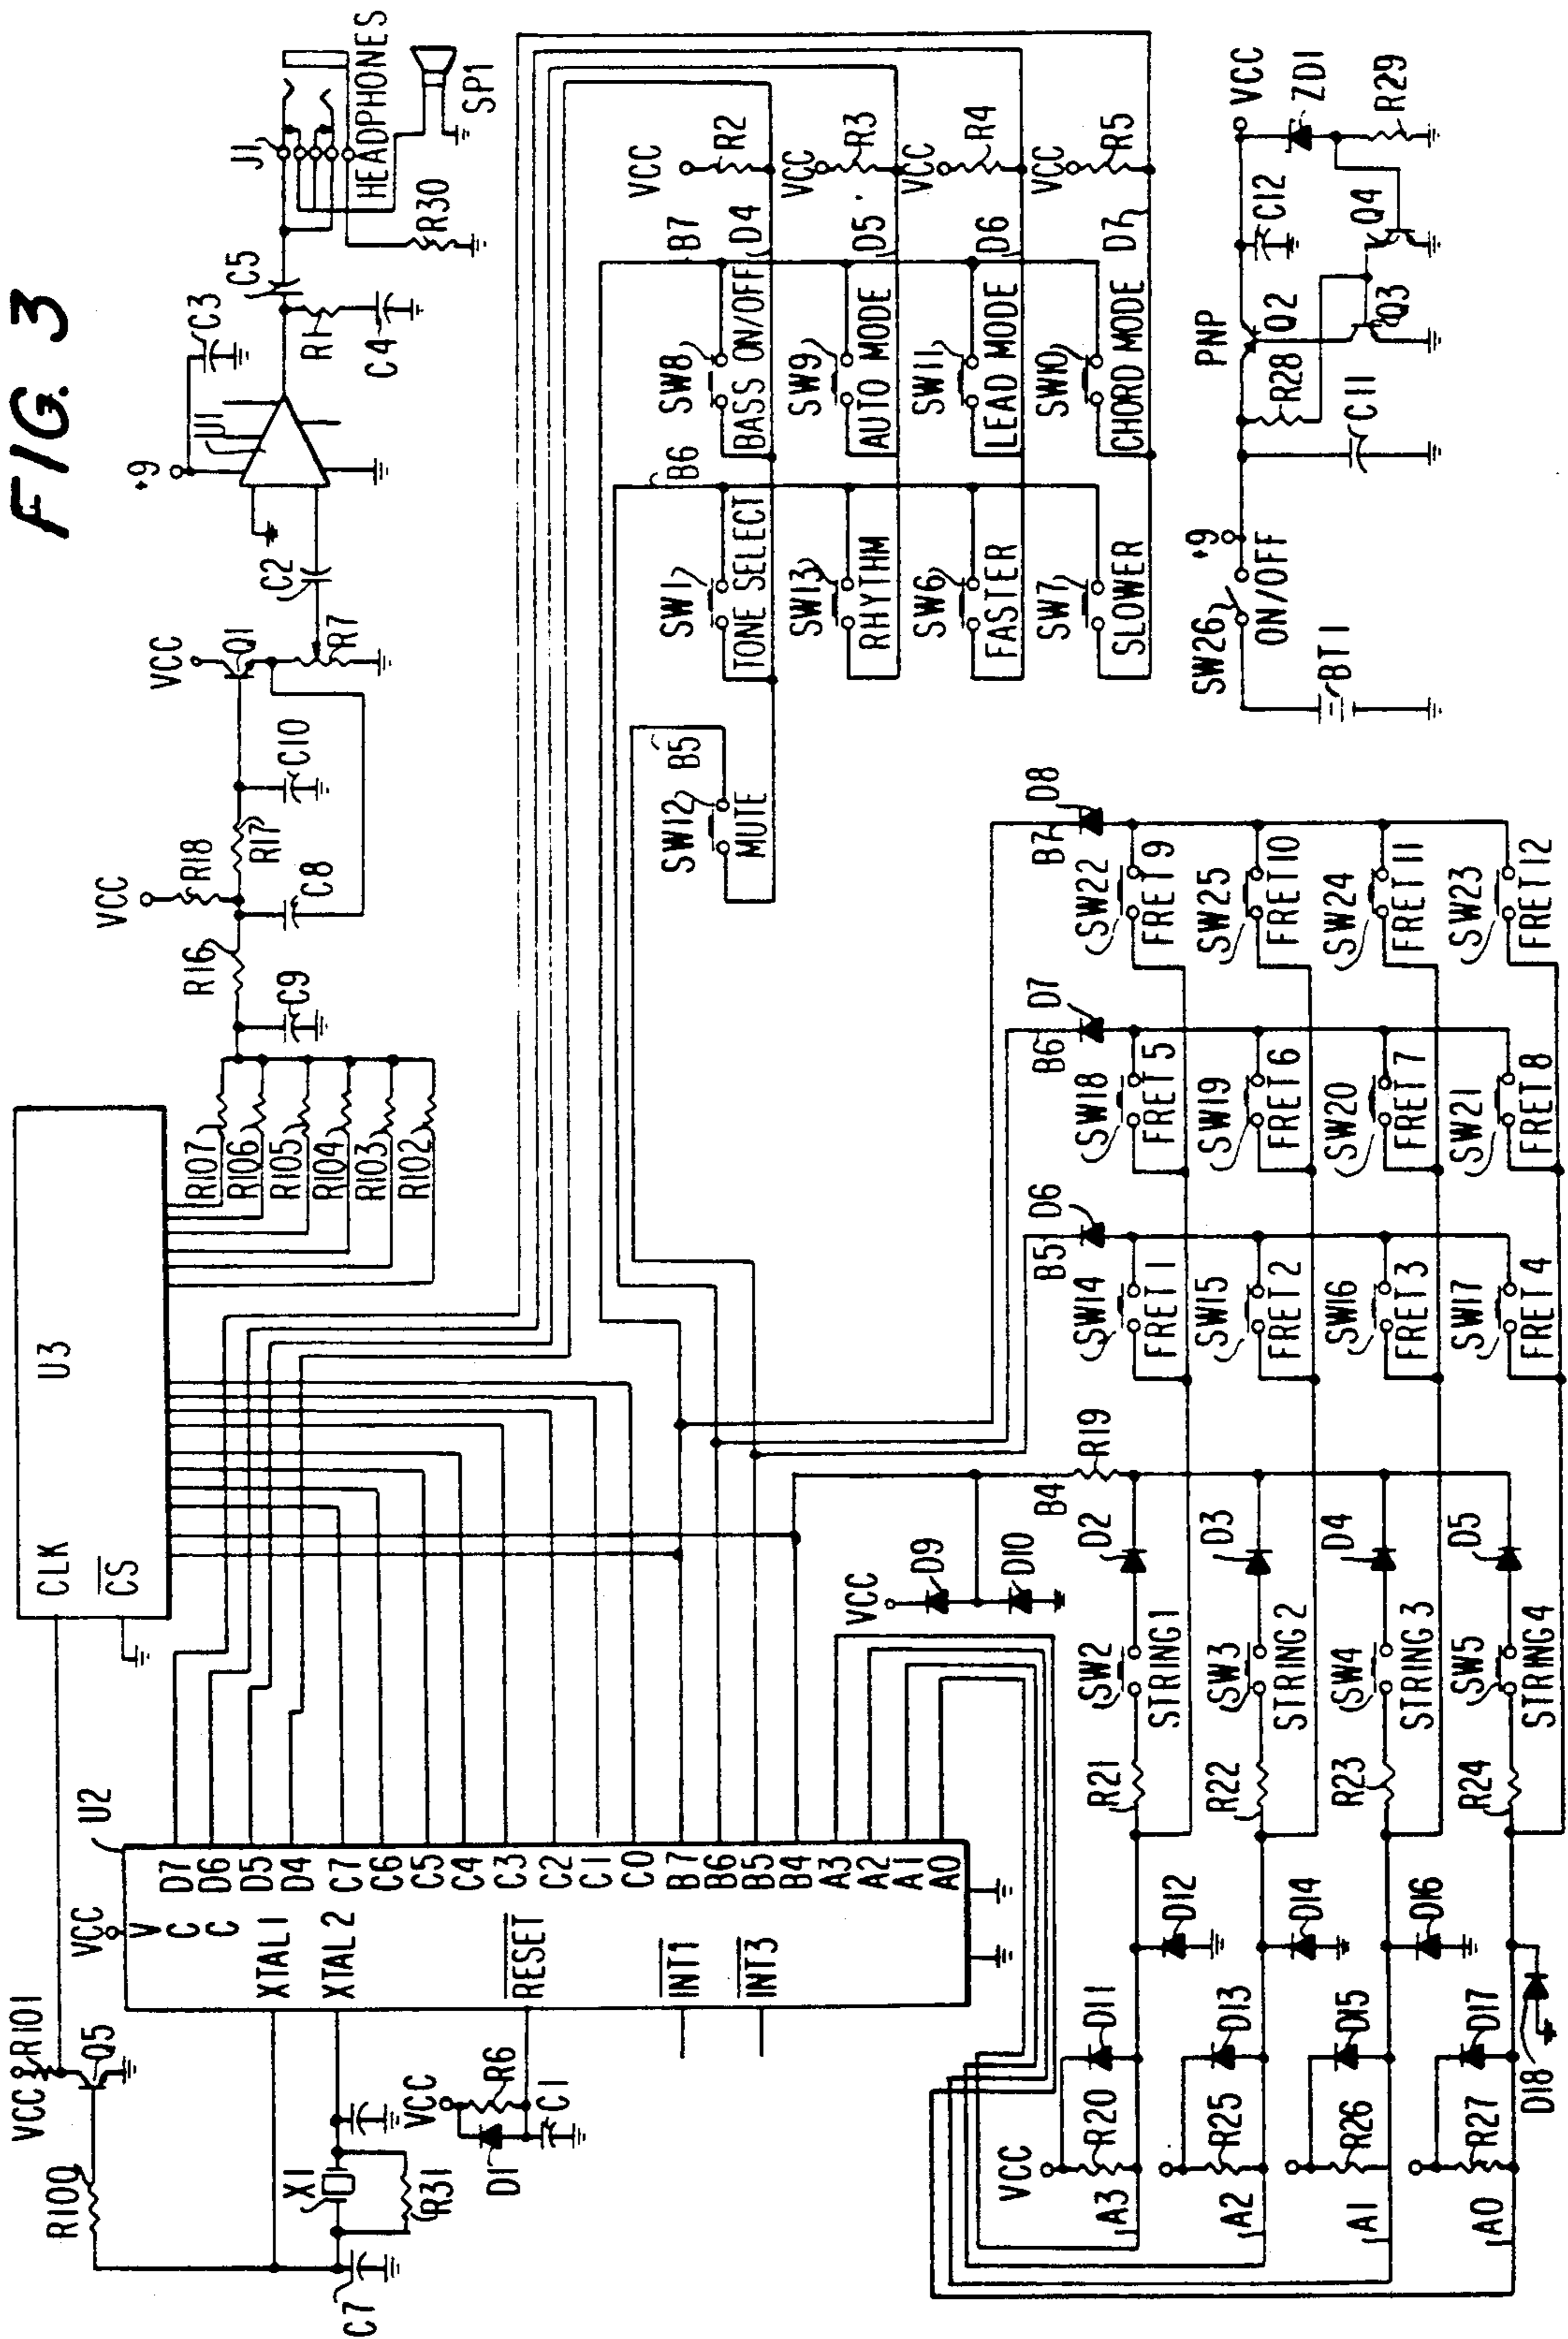 FIG. 3
U3
CLK
CS
R107
R106
R105
R104
R103
R102
VCC
R101
Q5
R100
X1
R31
C7
VCC
D1
R6
C1
U2
VCC
V
C
C
XTAL1
XTAL2
RESET
INT1
INT3
D7
D6
D5
D4
C7
C6
C5
C4
C3
C2
C1
C0
B7
B6
B5
B4
A3
A2
A1
A0
C9
R16
VCC
R18
R17
C8
C10
VCC
Q1
R7
C2
+9
U1
C3
R1
C4
C5
J1
HEADPHONES
R30
SP1
SW12
MUTE
B5
SW1
TONE SELECT
B6
SW8
BASS ON/OFF
B7
D4
VCC
R2
SW13
RHYTHM
SW9
AUTO MODE
D5
VCC
R3
SW6
FASTER
SW11
LEAD MODE
D6
VCC
R4
SW7
SLOWER
SW10
CHORD MODE
D7
VCC
R5
VCC
D9
D10
B4
R19
B5
D6
B6
D7
B7
D8
VCC
R20
A3
D11
D12
R21
SW2
STRING 1
D2
SW14
FRET 1
SW18
FRET 5
SW22
FRET 9
R25
A2
D13
D14
R22
SW3
STRING 2
D3
SW15
FRET 2
SW19
FRET 6
SW25
FRET 10
R26
A1
D15
D16
R23
SW4
STRING 3
D4
SW16
FRET 3
SW20
FRET 7
SW24
FRET 11
R27
A0
D17
D18
R24
SW5
STRING 4
D5
SW17
FRET 4
SW21
FRET 8
SW23
FRET 12
SW26
ON/OFF
+9
BT1
C11
R28
PNP
Q2
Q3
Q4
C12
VCC
ZD1
R29